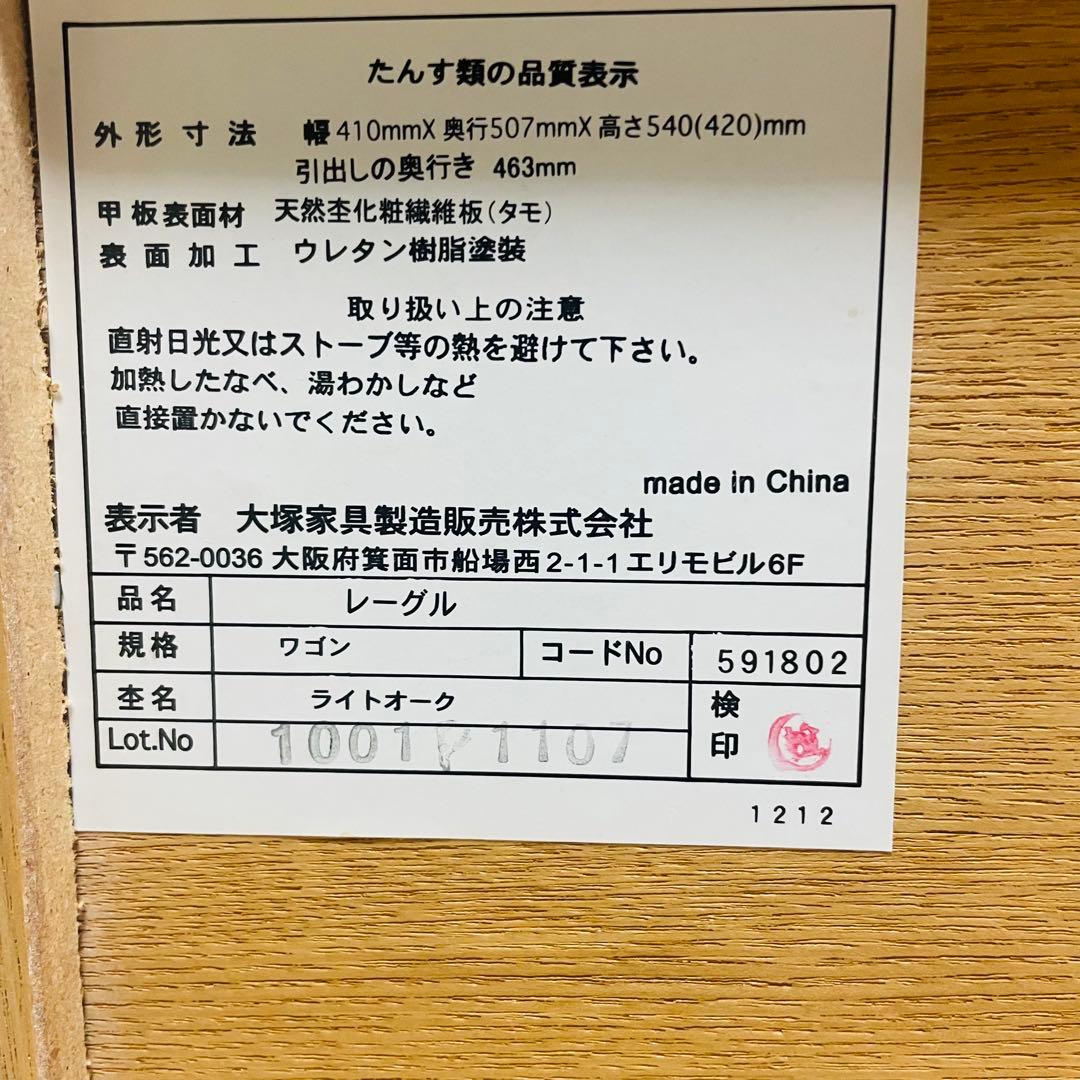 たんす類の品質表示
外形寸法 幅410mmX奥行507mmX高さ540(420)mm
引出しの奥行き 463mm
甲板表面材 天然杢化粧繊維板(タモ)
表面加工 ウレタン樹脂塗装
取り扱い上の注意
直射日光又はストーブ等の熱を避けて下さい。
加熱したなべ、湯わかしなど
直接置かないでください。
made in China
表示者 大塚家具製造販売株式会社
〒562-0036 大阪府箕面市船場西2-1-1エリモビル6F
品名 レーグル
規格 ワゴン コードNo 591802
杢名 ライトオーク 検印
Lot.No 1001 1107
1212